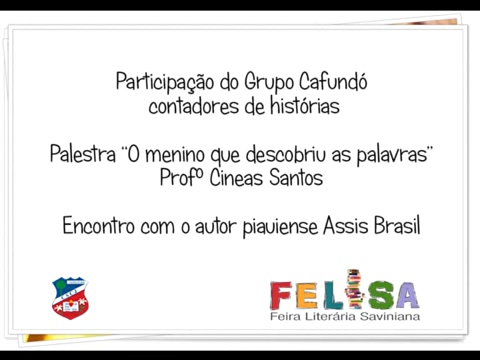 Participação do Grupo Cafundó
contadores de histórias
Palestra "O menino que descobriu as palavras"
Profº Cineas Santos
Encontro com o autor piauiense Assis Brasil
FELISA
Feira Literária Saviniana